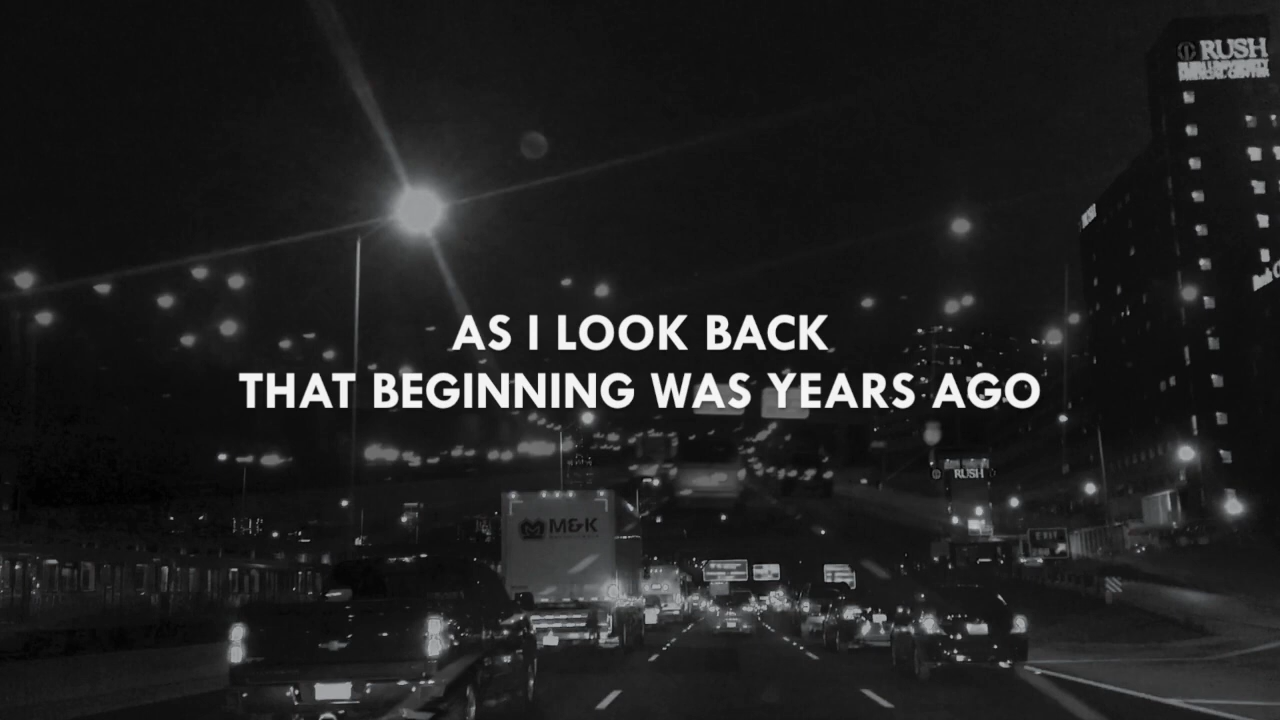 RUSH
AS I LOOK BACK
THAT BEGINNING WAS YEARS AGO
RUSH
M&K